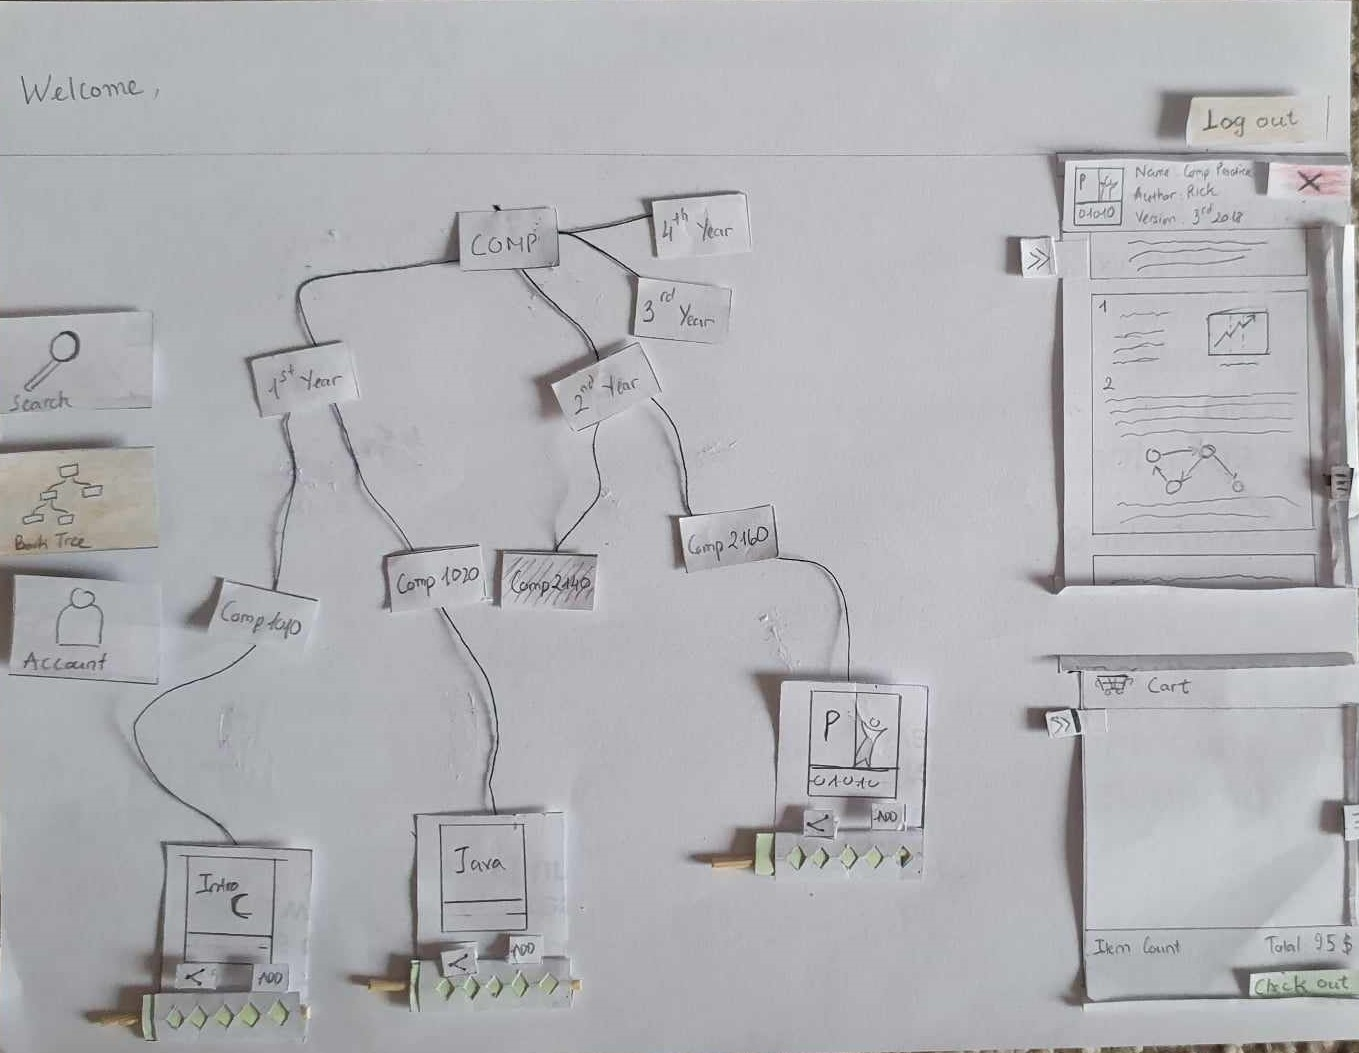 Welcome,
Log out
P
01010
Name Comp Practice
Author: Rick
Version 3rd 2018
X
>>
COMP
4th Year
3rd Year
1st Year
2nd Year
1
2
Search
Book Tree
Account
Comp 1010
Comp 1020
Comp 2140
Comp 2160
P
01010
ADD
Intro
C
ADD
Java
ADD
Cart
>>
Item Count
Total 95$
Check out